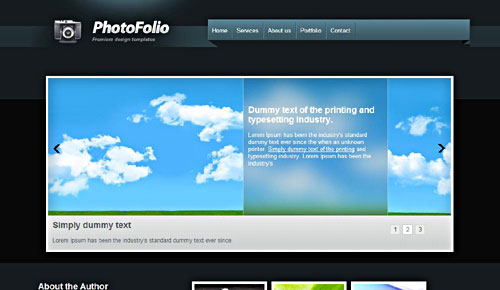 PhotoFolio
Premium design templates
Home Services About us Portfolio Contact
Dummy text of the printing and
typesetting industry.
Lorem Ipsum has been the industry's standard
dummy text ever since the when an unknown
printer. Simply dummy text of the printing and
typesetting industry. Lorem Ipsum has been the
industry's
Simply dummy text
Lorem Ipsum has been the industry's standard dummy text ever since
1 2 3
About the Author